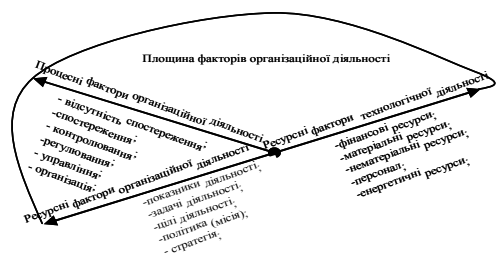 Площина факторів організаційної діяльності
Процесні фактори організаційної діяльності
- відсутність спостереження;
-спостереження;
- контролювання;
-регулювання;
- управління;
- організація;
Ресурсні фактори технологічної діяльності
-фінансові ресурси;
-матеріальні ресурси;
-нематеріальні ресурси;
-персонал;
-енергетичні ресурси;
Ресурсні фактори організаційної діяльності
-показники діяльності;
-задачі діяльності;
-цілі діяльності;
-політика (місія);
- стратегія;